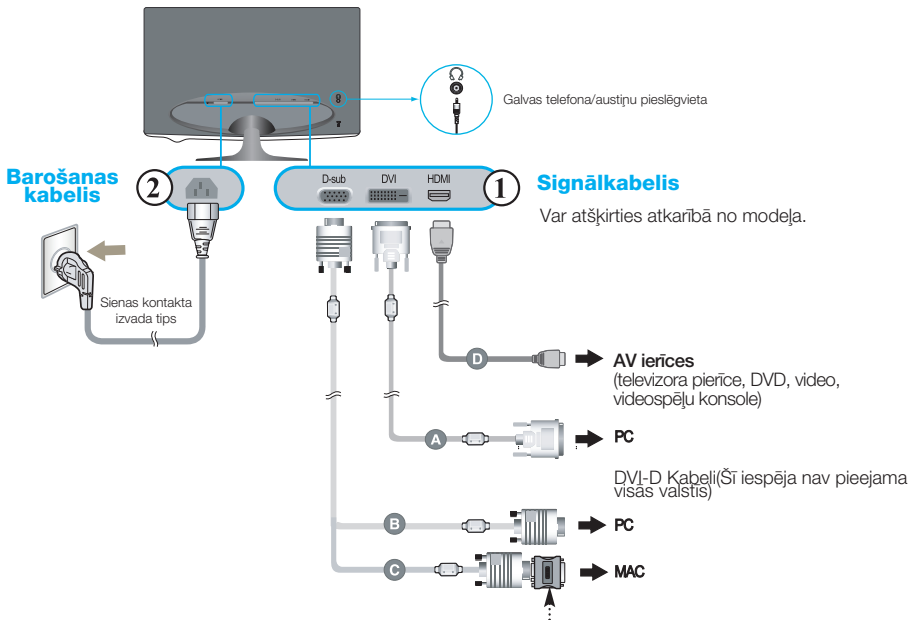 Galvas telefona/austiņu pieslēgvieta
Barošanas
kabelis
2
D-sub
DVI
HDMI
1
Signālkabelis
Var atšķirties atkarībā no modeļa.
Sienas kontakta
izvada tips
D
AV ierīces
(televizora pierīce, DVD, video,
videospēļu konsole)
A
PC
DVI-D Kabeli(Šī iespēja nav pieejama
visās valstīs)
B
PC
C
MAC